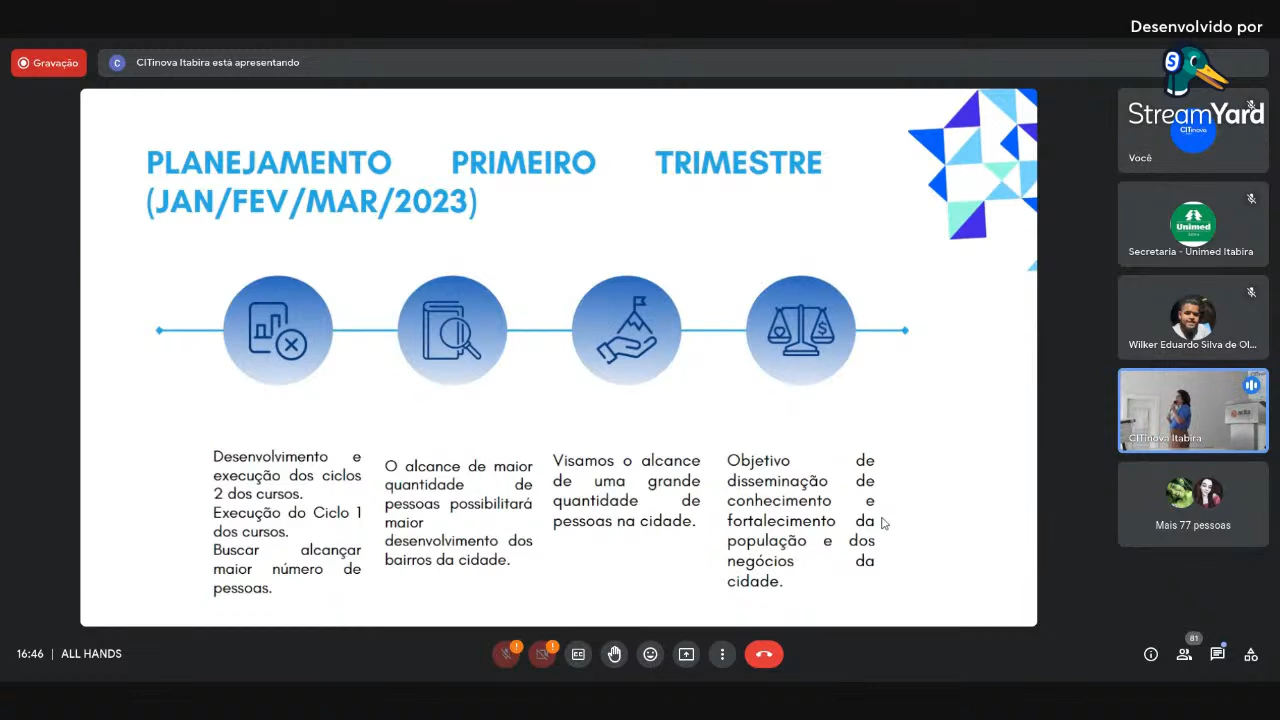 Desenvolvido por
StreamYard
Gravação
C
CITinova Itabira está apresentando
PLANEJAMENTO PRIMEIRO TRIMESTRE
(JAN/FEV/MAR/2023)
Desenvolvimento e
execução dos ciclos
2 dos cursos.
Execução do Ciclo 1
dos cursos.
Buscar alcançar
maior número de
pessoas.
O alcance de maior
quantidade de
pessoas possibilitará
maior
desenvolvimento dos
bairros da cidade.
Visamos o alcance
de uma grande
quantidade de
pessoas na cidade.
$
Objetivo de
disseminação de
conhecimento e
fortalecimento da
população e dos
negócios da
cidade.
CITinova
Você
Unimed
Secretaria - Unimed Itabira
Wilker Eduardo Silva de Ol...
CITinova Itabira
Mais 77 pessoas
16:46 | ALL HANDS
81